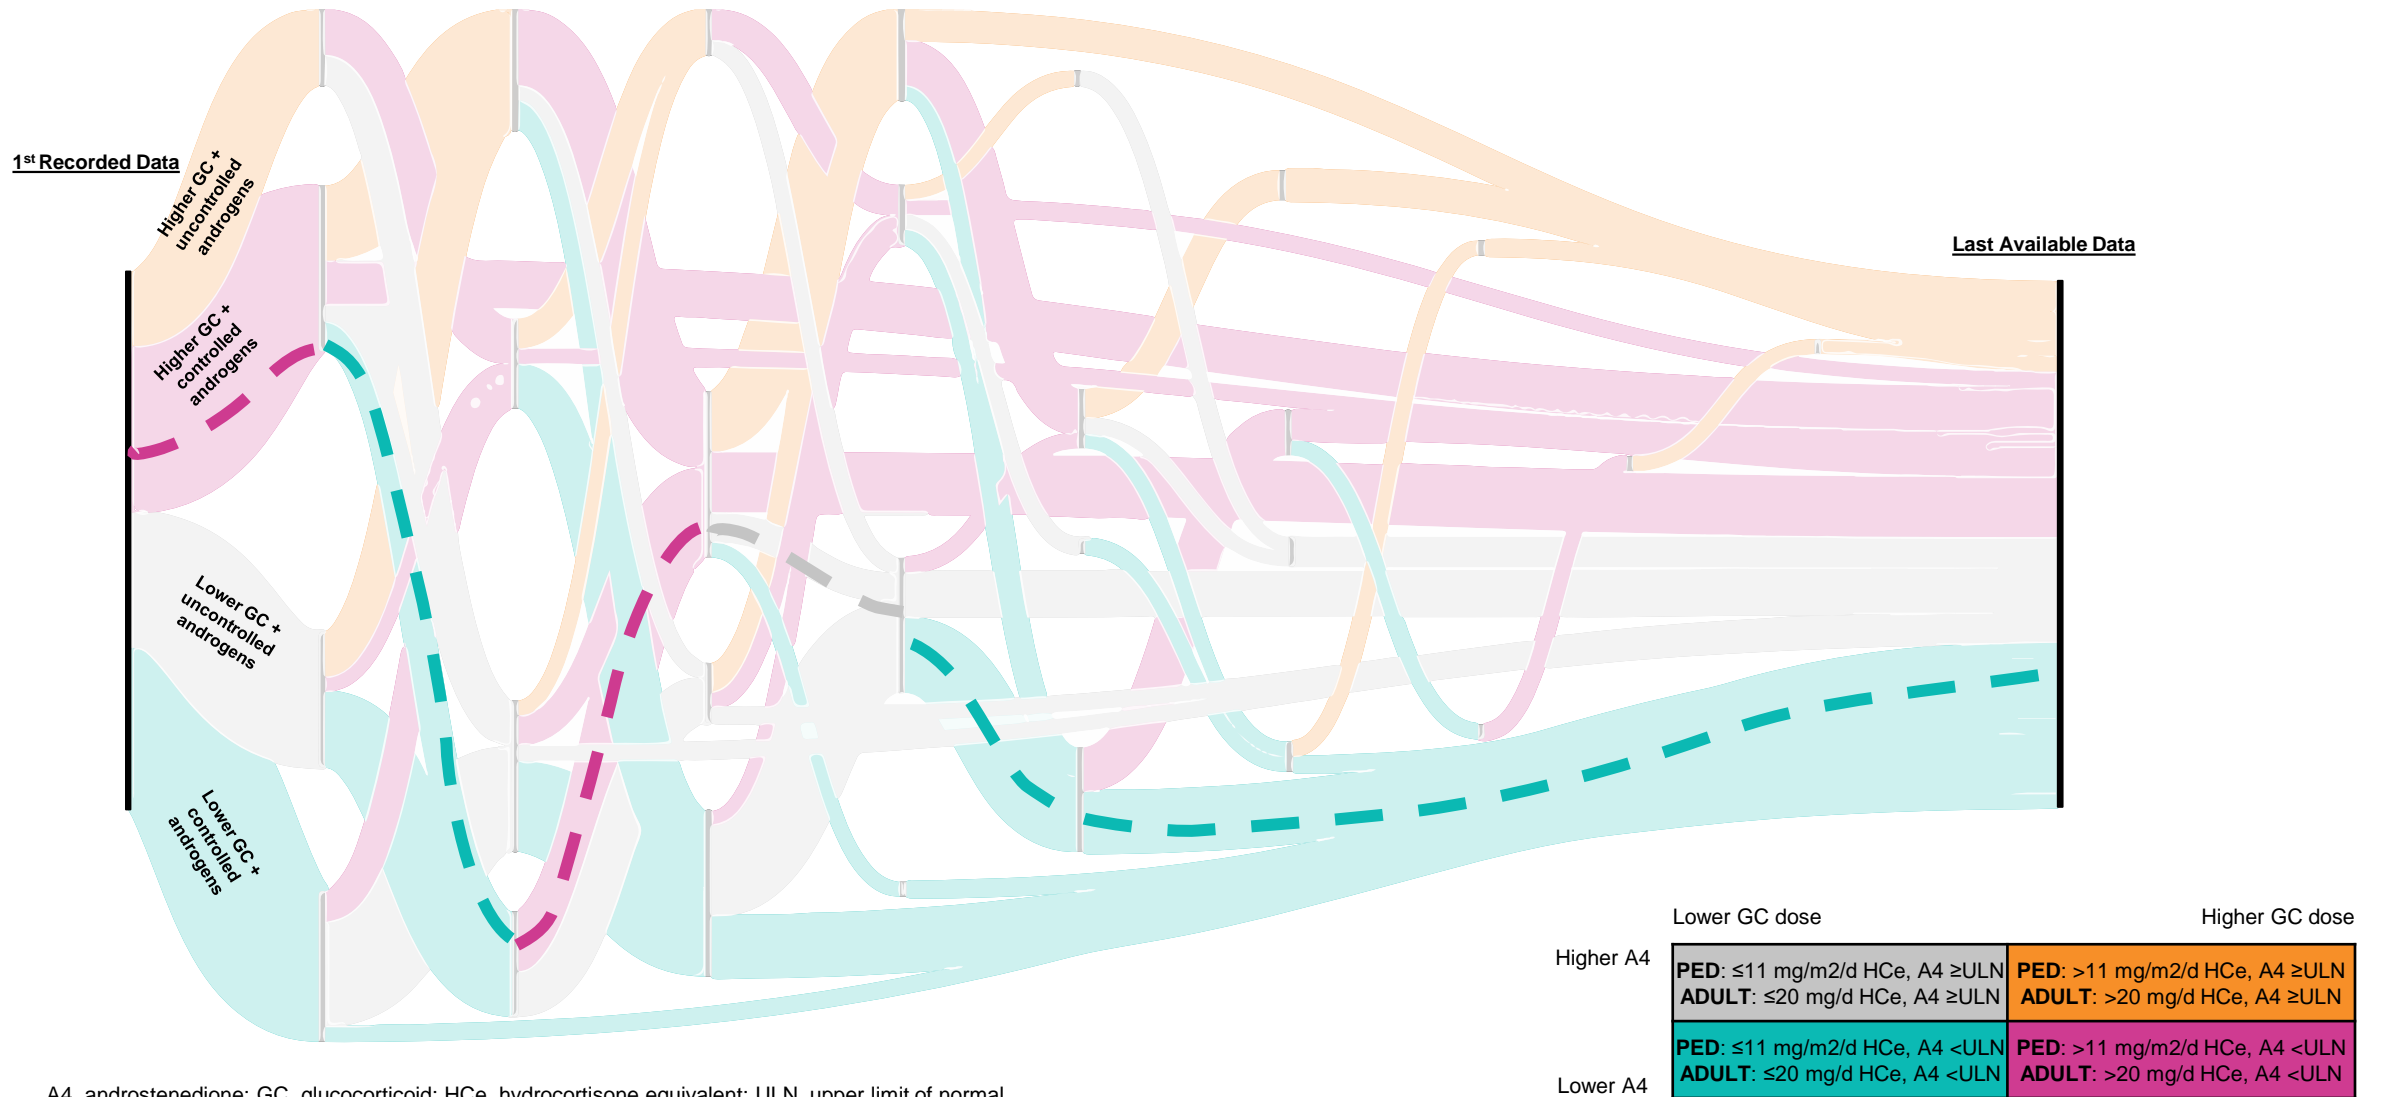 1st Recorded Data
Higher GC +
uncontrolled
androgens
Higher GC +
controlled
androgens
Lower GC +
uncontrolled
androgens
Lower GC +
controlled
androgens
Last Available Data
Lower GC dose
Higher GC dose
Higher A4
PED: ≤11 mg/m2/d HCe, A4 ≥ULN
ADULT: ≤20 mg/d HCe, A4 ≥ULN
PED: >11 mg/m2/d HCe, A4 ≥ULN
ADULT: >20 mg/d HCe, A4 ≥ULN
PED: ≤11 mg/m2/d HCe, A4 <ULN
ADULT: ≤20 mg/d HCe, A4 <ULN
PED: >11 mg/m2/d HCe, A4 <ULN
ADULT: >20 mg/d HCe, A4 <ULN
Lower A4
A4, androstenedione; GC, glucocorticoid; HCe, hydrocortisone equivalent; ULN, upper limit of normal